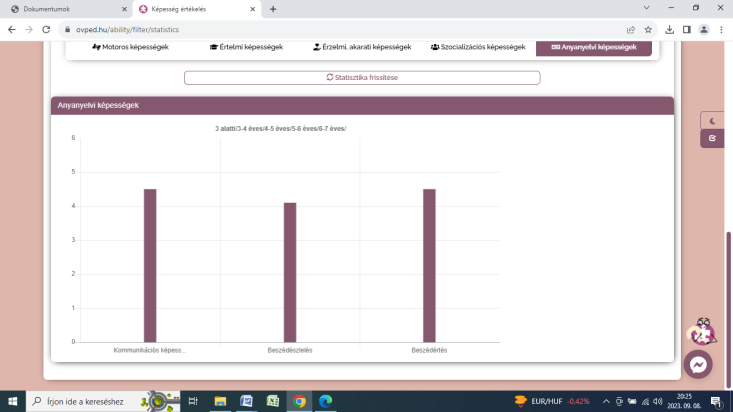 Dokumentumok
Képesség értékelés
ovped.hu/ability/filter/statistics
Motoros képességek
Értelmi képességek
Érzelmi, akarati képességek
Szocializációs képességek
Anyanyelvi képességek
Statisztika frissítése
Anyanyelvi képességek
3 alatti/3-4 éves/4-5 éves/5-6 éves/6-7 éves/
6
5
4
3
2
1
0
Kommunikációs képess...
Beszédészlelés
Beszédértés
Írjon ide a kereséshez
EUR/HUF -0,42%
20:25
2023. 09. 08.